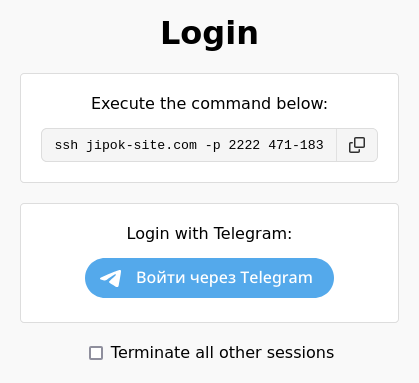 Login
Execute the command below:
ssh jipok-site.com -p 2222 471-183
Login with Telegram:
Войти через Telegram
Terminate all other sessions